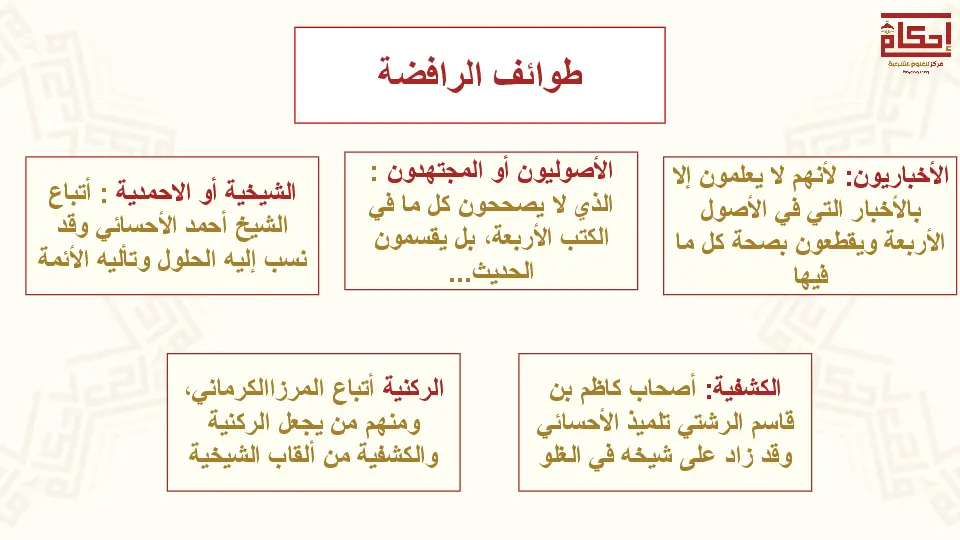 إحكام
مركز للعلوم الشرعية
طوائف الرافضة
الأخباريون: لأنهم لا يعلمون إلا
بالأخبار التي في الأصول
الأربعة ويقطعون بصحة كل ما
فيها
الأصوليون أو المجتهدون :
الذي لا يصححون كل ما في
الكتب الأربعة، بل يقسمون
الحديث...
الشيخية أو الاحمدية : أتباع
الشيخ أحمد الأحسائي وقد
نسب إليه الحلول وتأليه الأئمة
الكشفية: أصحاب كاظم بن
قاسم الرشتي تلميذ الأحسائي
وقد زاد على شيخه في الغلو
الركنية أتباع المرزاالكرماني،
ومنهم من يجعل الركنية
والكشفية من ألقاب الشيخية